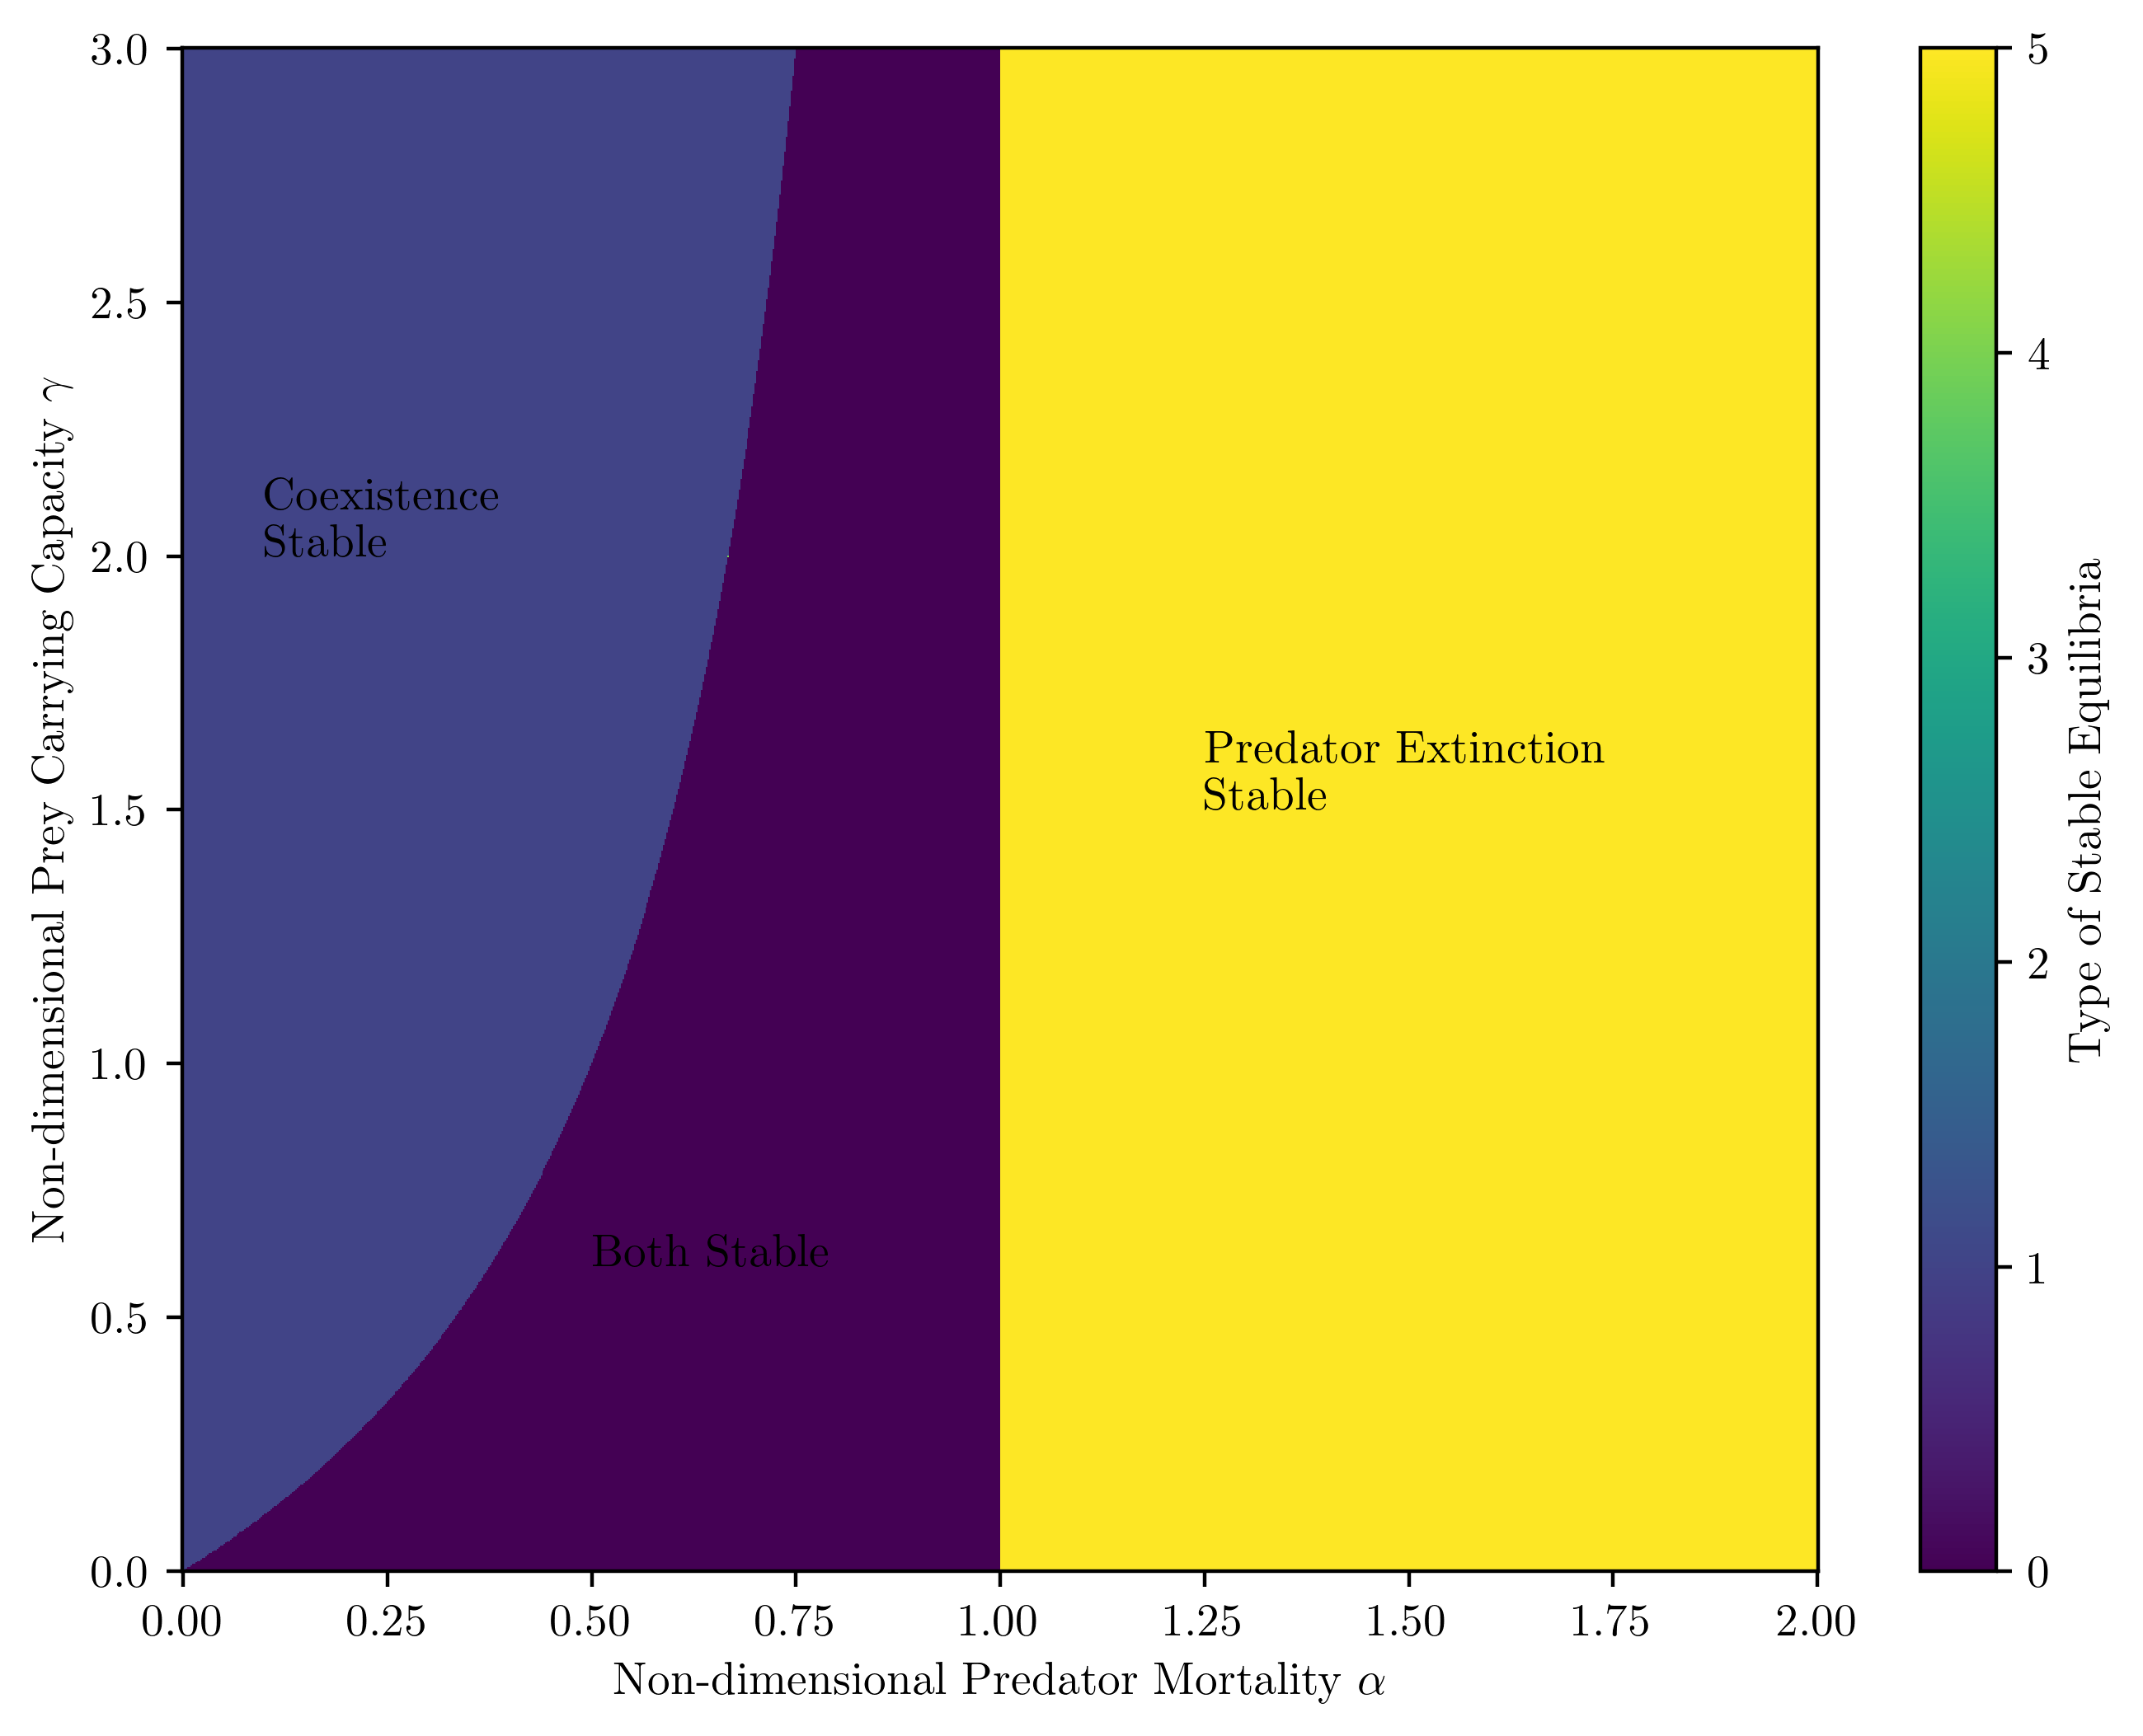 3.0
2.5
2.0
1.5
1.0
0.5
0.0
Non-dimensional Prey Carrying Capacity γ
Coexistence
Stable
Predator Extinction
Stable
Both Stable
0.00 0.25 0.50 0.75 1.00 1.25 1.50 1.75 2.00
Non-dimensional Predator Mortality α
5
4
3
2
1
0
Type of Stable Equilibria